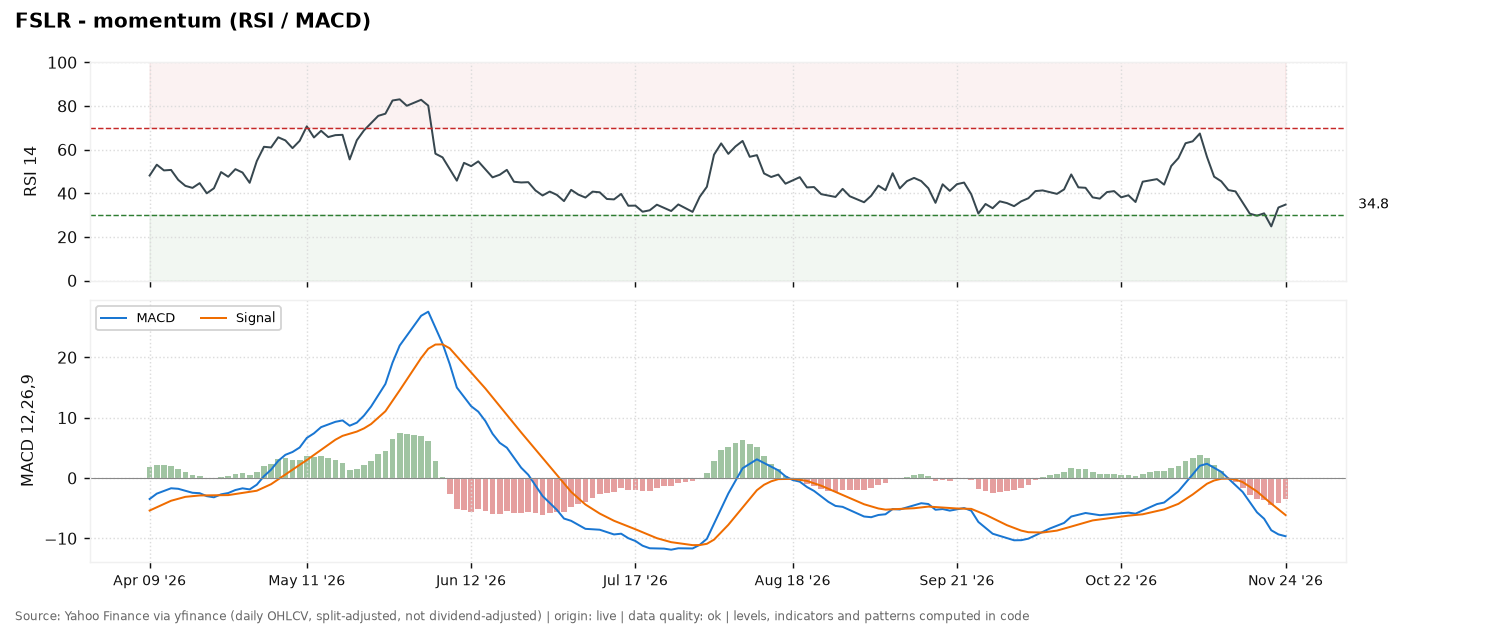 FSLR - momentum (RSI / MACD)
100
80
60
40
20
0
RSI 14
34.8
MACD
Signal
20
10
0
−10
MACD 12,26,9
Apr 09 '26
May 11 '26
Jun 12 '26
Jul 17 '26
Aug 18 '26
Sep 21 '26
Oct 22 '26
Nov 24 '26
Source: Yahoo Finance via yfinance (daily OHLCV, split-adjusted, not dividend-adjusted) | origin: live | data quality: ok | levels, indicators and patterns computed in code